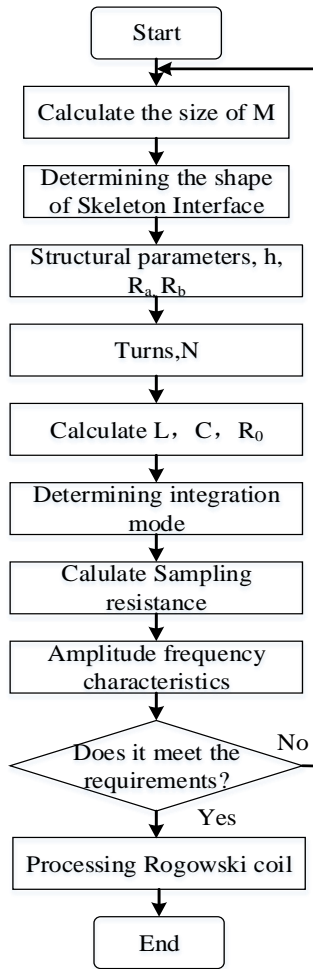 Start
Calculate the size of M
Determining the shape
of Skeleton Interface
Structural parameters, h,
Rₐ, R_b
Turns,N
Calculate L， C， R₀
Determining integration
mode
Calulate Sampling
resistance
Amplitude frequency
characteristics
Does it meet the
requirements?
No
Yes
Processing Rogowski coil
End